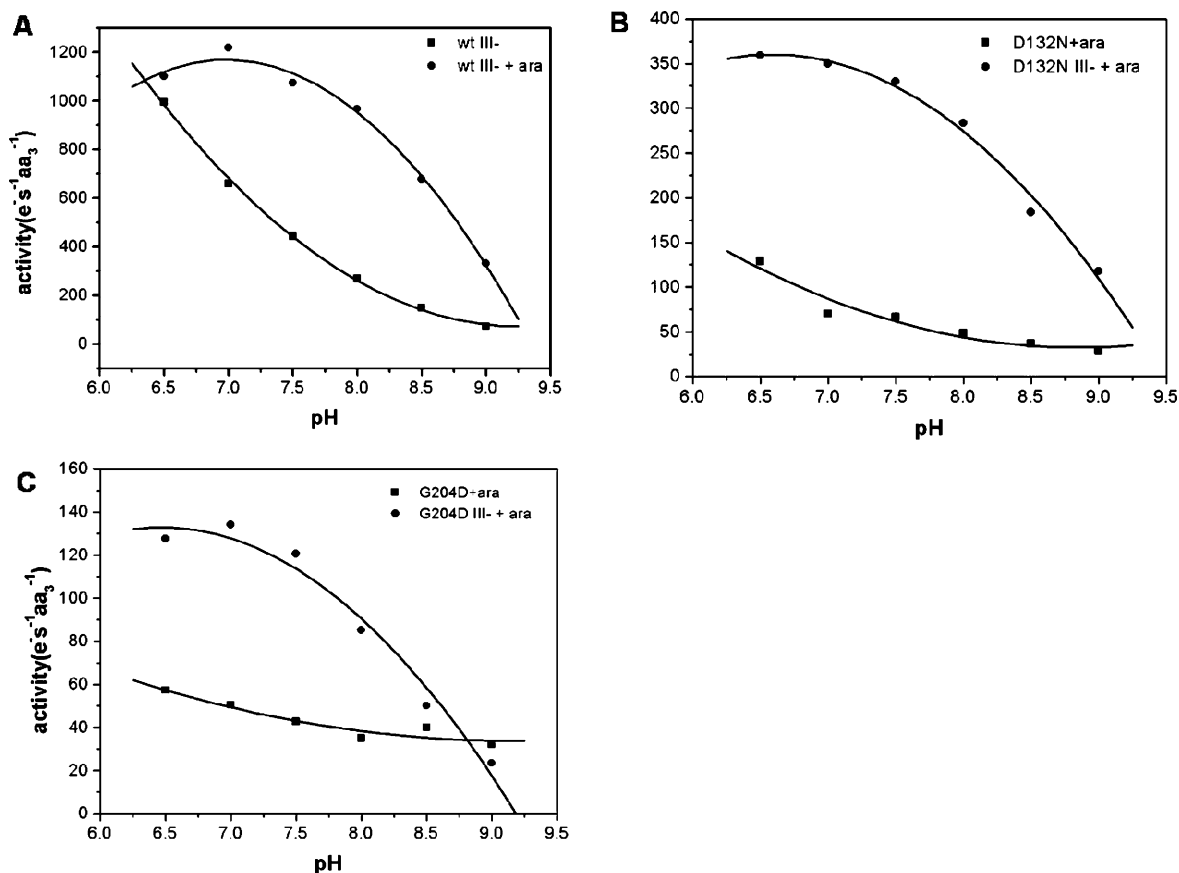 A
wt III-
wt III- + ara
1200
1000
800
600
400
200
0
6.0 6.5 7.0 7.5 8.0 8.5 9.0 9.5
activity(e-s-1aa3-1)
pH
B
D132N+ara
D132N III- + ara
400
350
300
250
200
150
100
50
0
6.0 6.5 7.0 7.5 8.0 8.5 9.0 9.5
pH
C
G204D+ara
G204D III- + ara
160
140
120
100
80
60
40
20
0
6.0 6.5 7.0 7.5 8.0 8.5 9.0 9.5
activity(e-s-1aa3-1)
pH